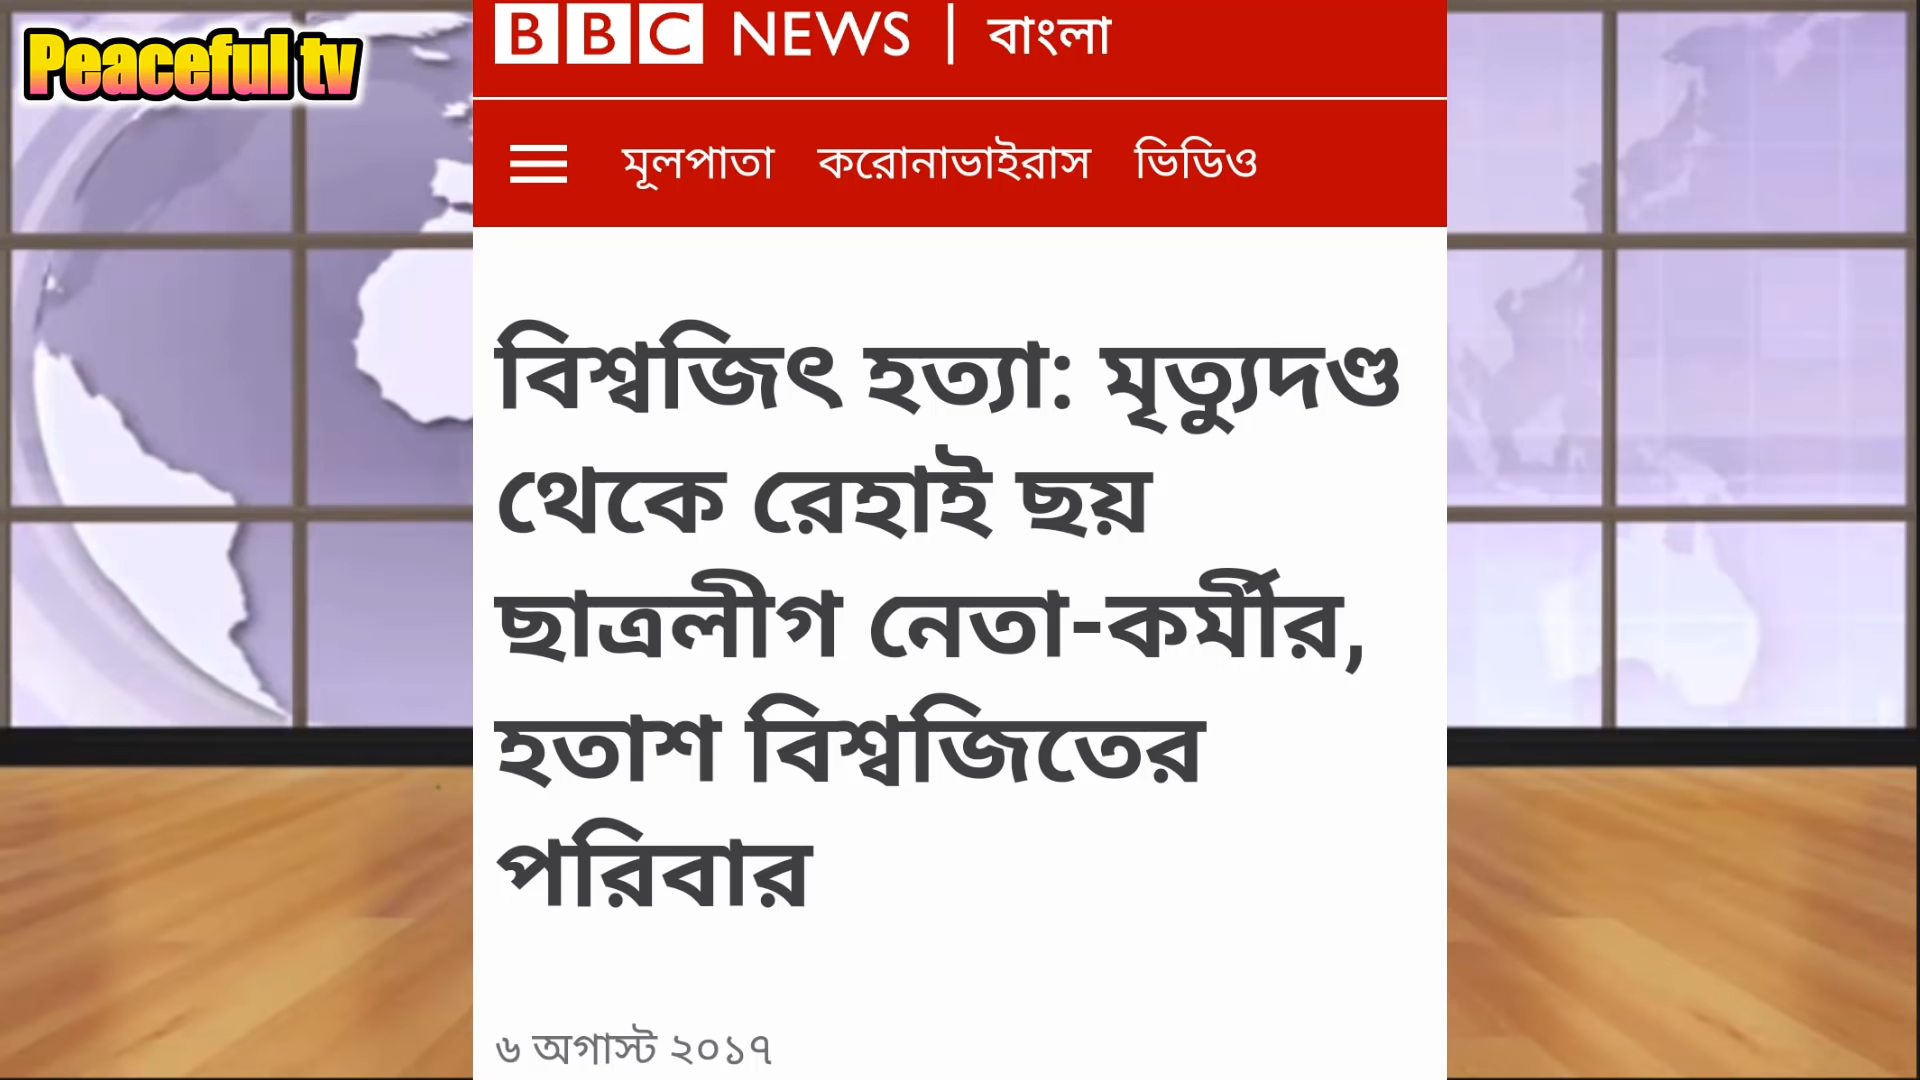 Peaceful tv
BBC NEWS | বাংলা
মূলপাতা করোনাভাইরাস ভিডিও
বিশ্বজিৎ হত্যা: মৃত্যুদণ্ড
থেকে রেহাই ছয়
ছাত্রলীগ নেতা-কর্মীর,
হতাশ বিশ্বজিতের
পরিবার
৬ অগাস্ট ২০১৭